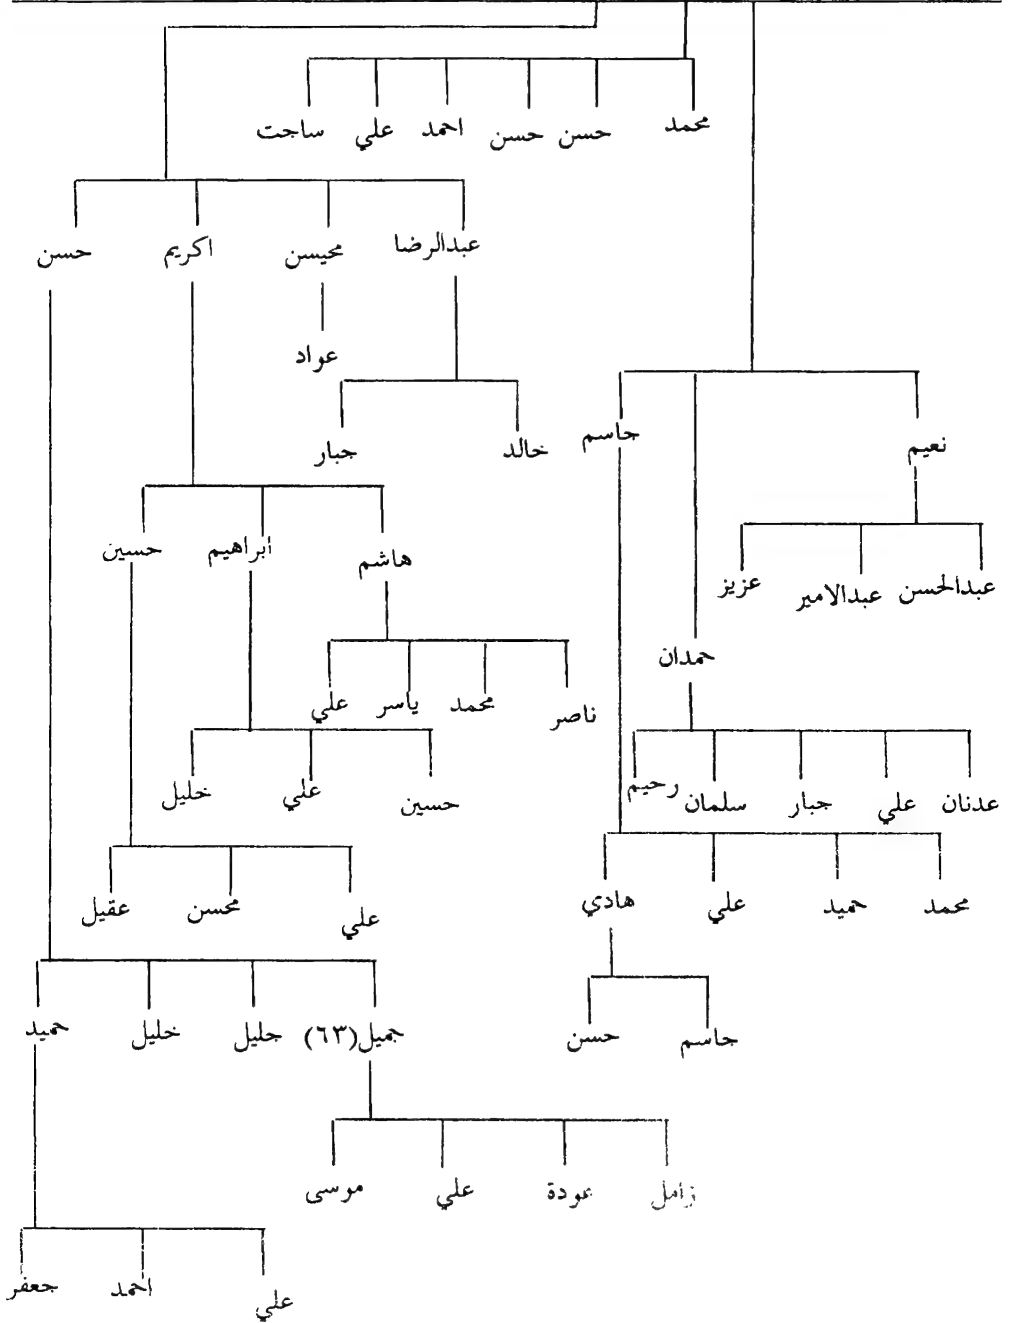 محمد حسن حسن احمد علي ساجت
عبدالرضا محيسن اكريم حسن
عواد
جاسم نعيم
خالد جبار
هاشم ابراهيم حسين
عبدالحسن عبدالامير عزيز
حمدان
ناصر محمد ياسر علي
عدنان علي جبار سلمان رحيم
حسين علي خليل
محمد حميد علي هادي
علي محسن عقيل
جاسم حسن
جميل (٦٣) جليل خليل حميد
زامل عودة علي موسى
علي احمد جعفر